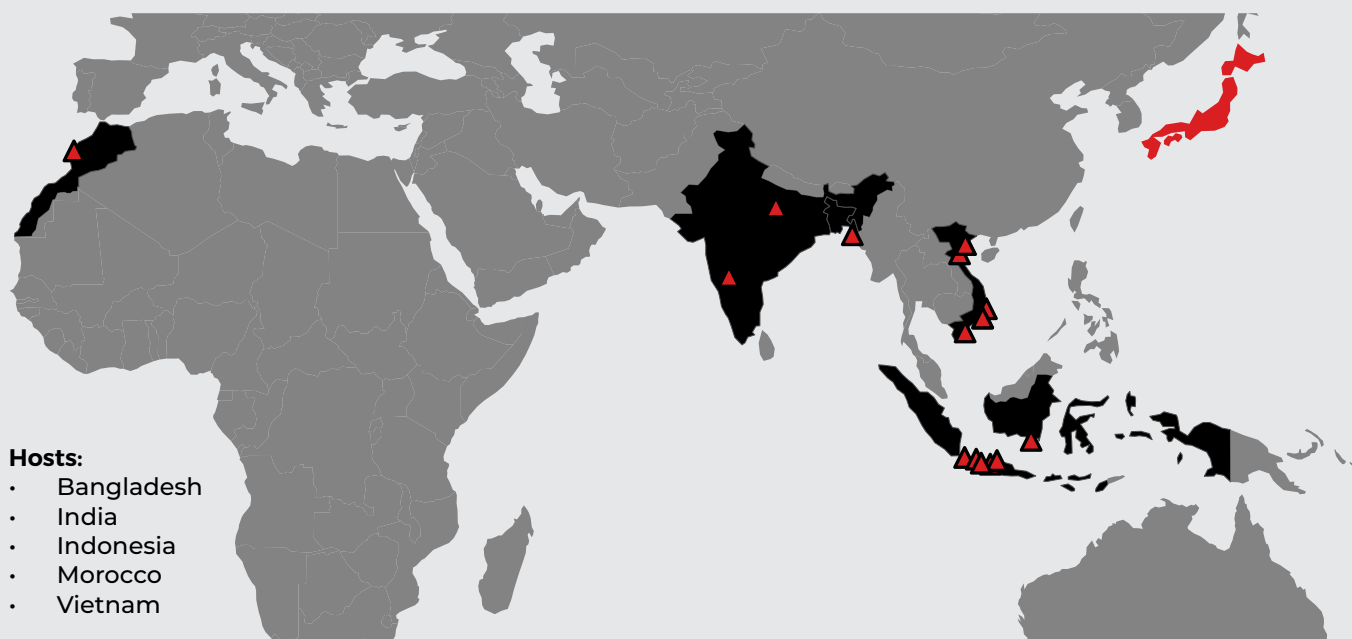 Hosts:
• Bangladesh
• India
• Indonesia
• Morocco
• Vietnam